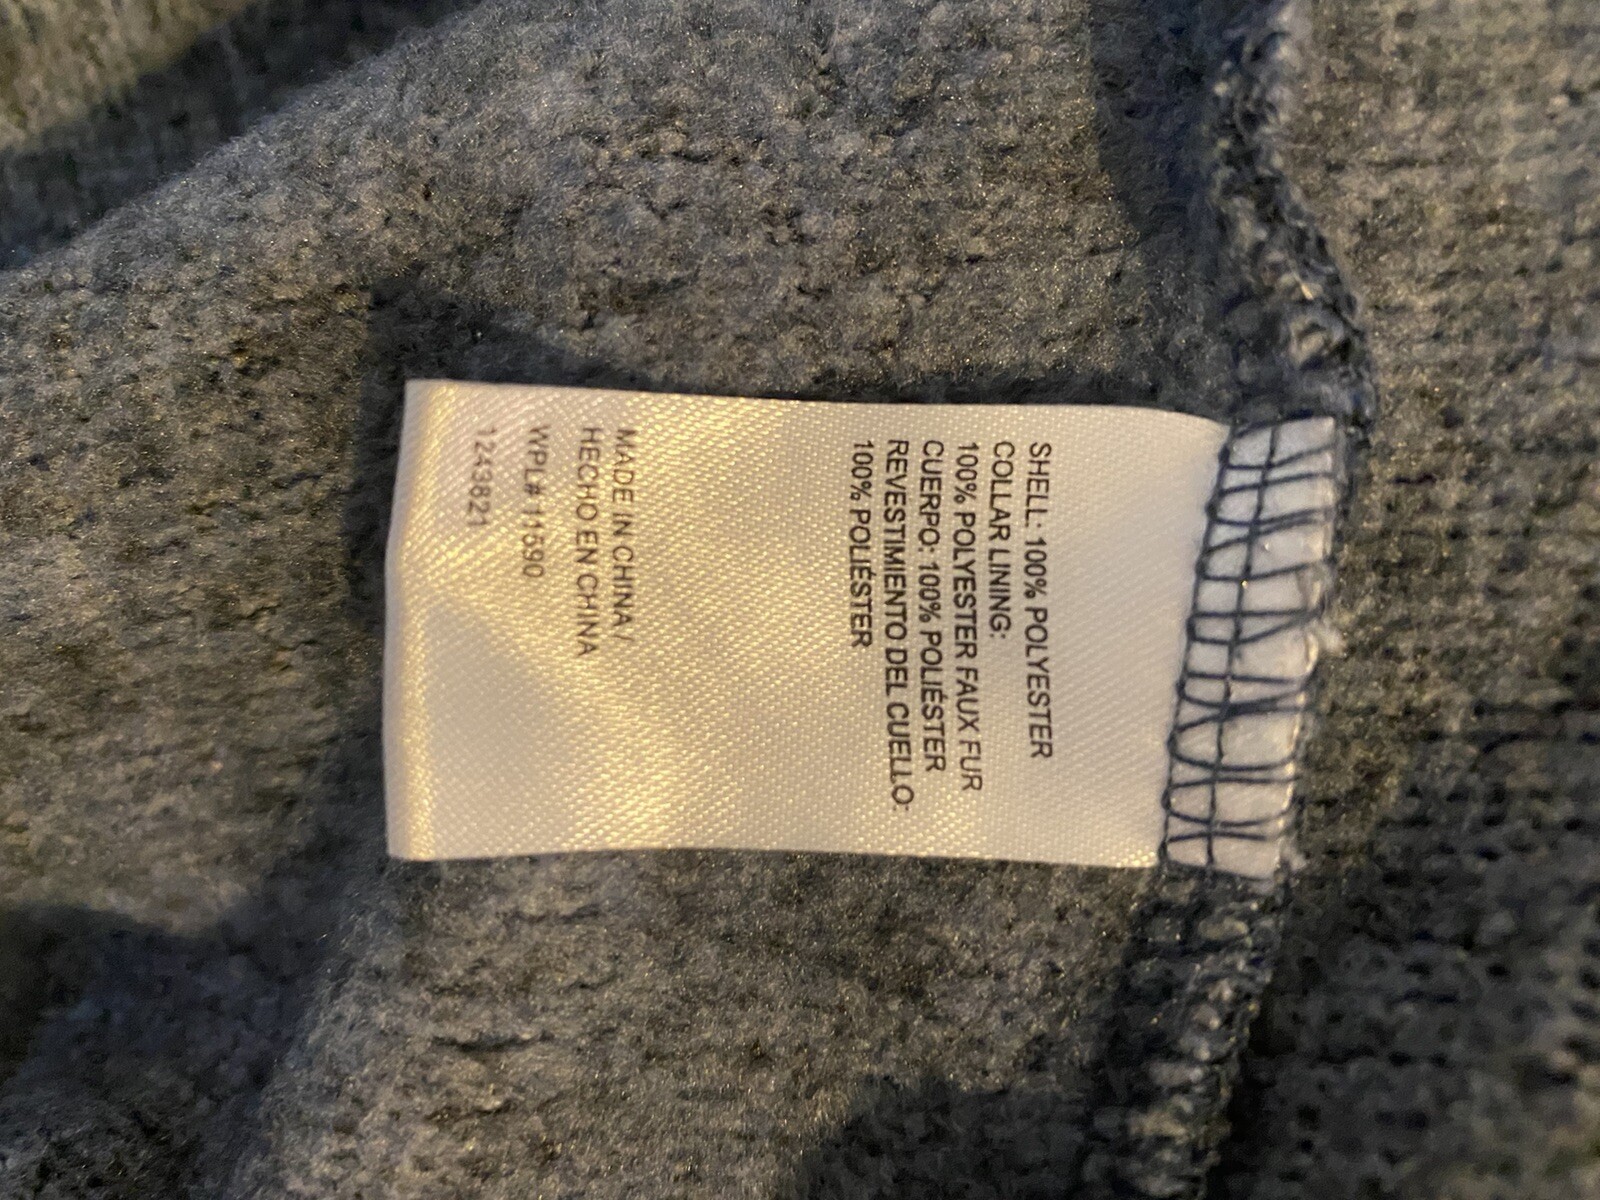 SHELL: 100% POLYESTER
COLLAR LINING:
100% POLYESTER FAUX FUR
CUERPO: 100% POLIÉSTER
REVESTIMIENTO DEL CUELLO:
100% POLIÉSTER
MADE IN CHINA /
HECHO EN CHINA
WPL# 11590
1243821